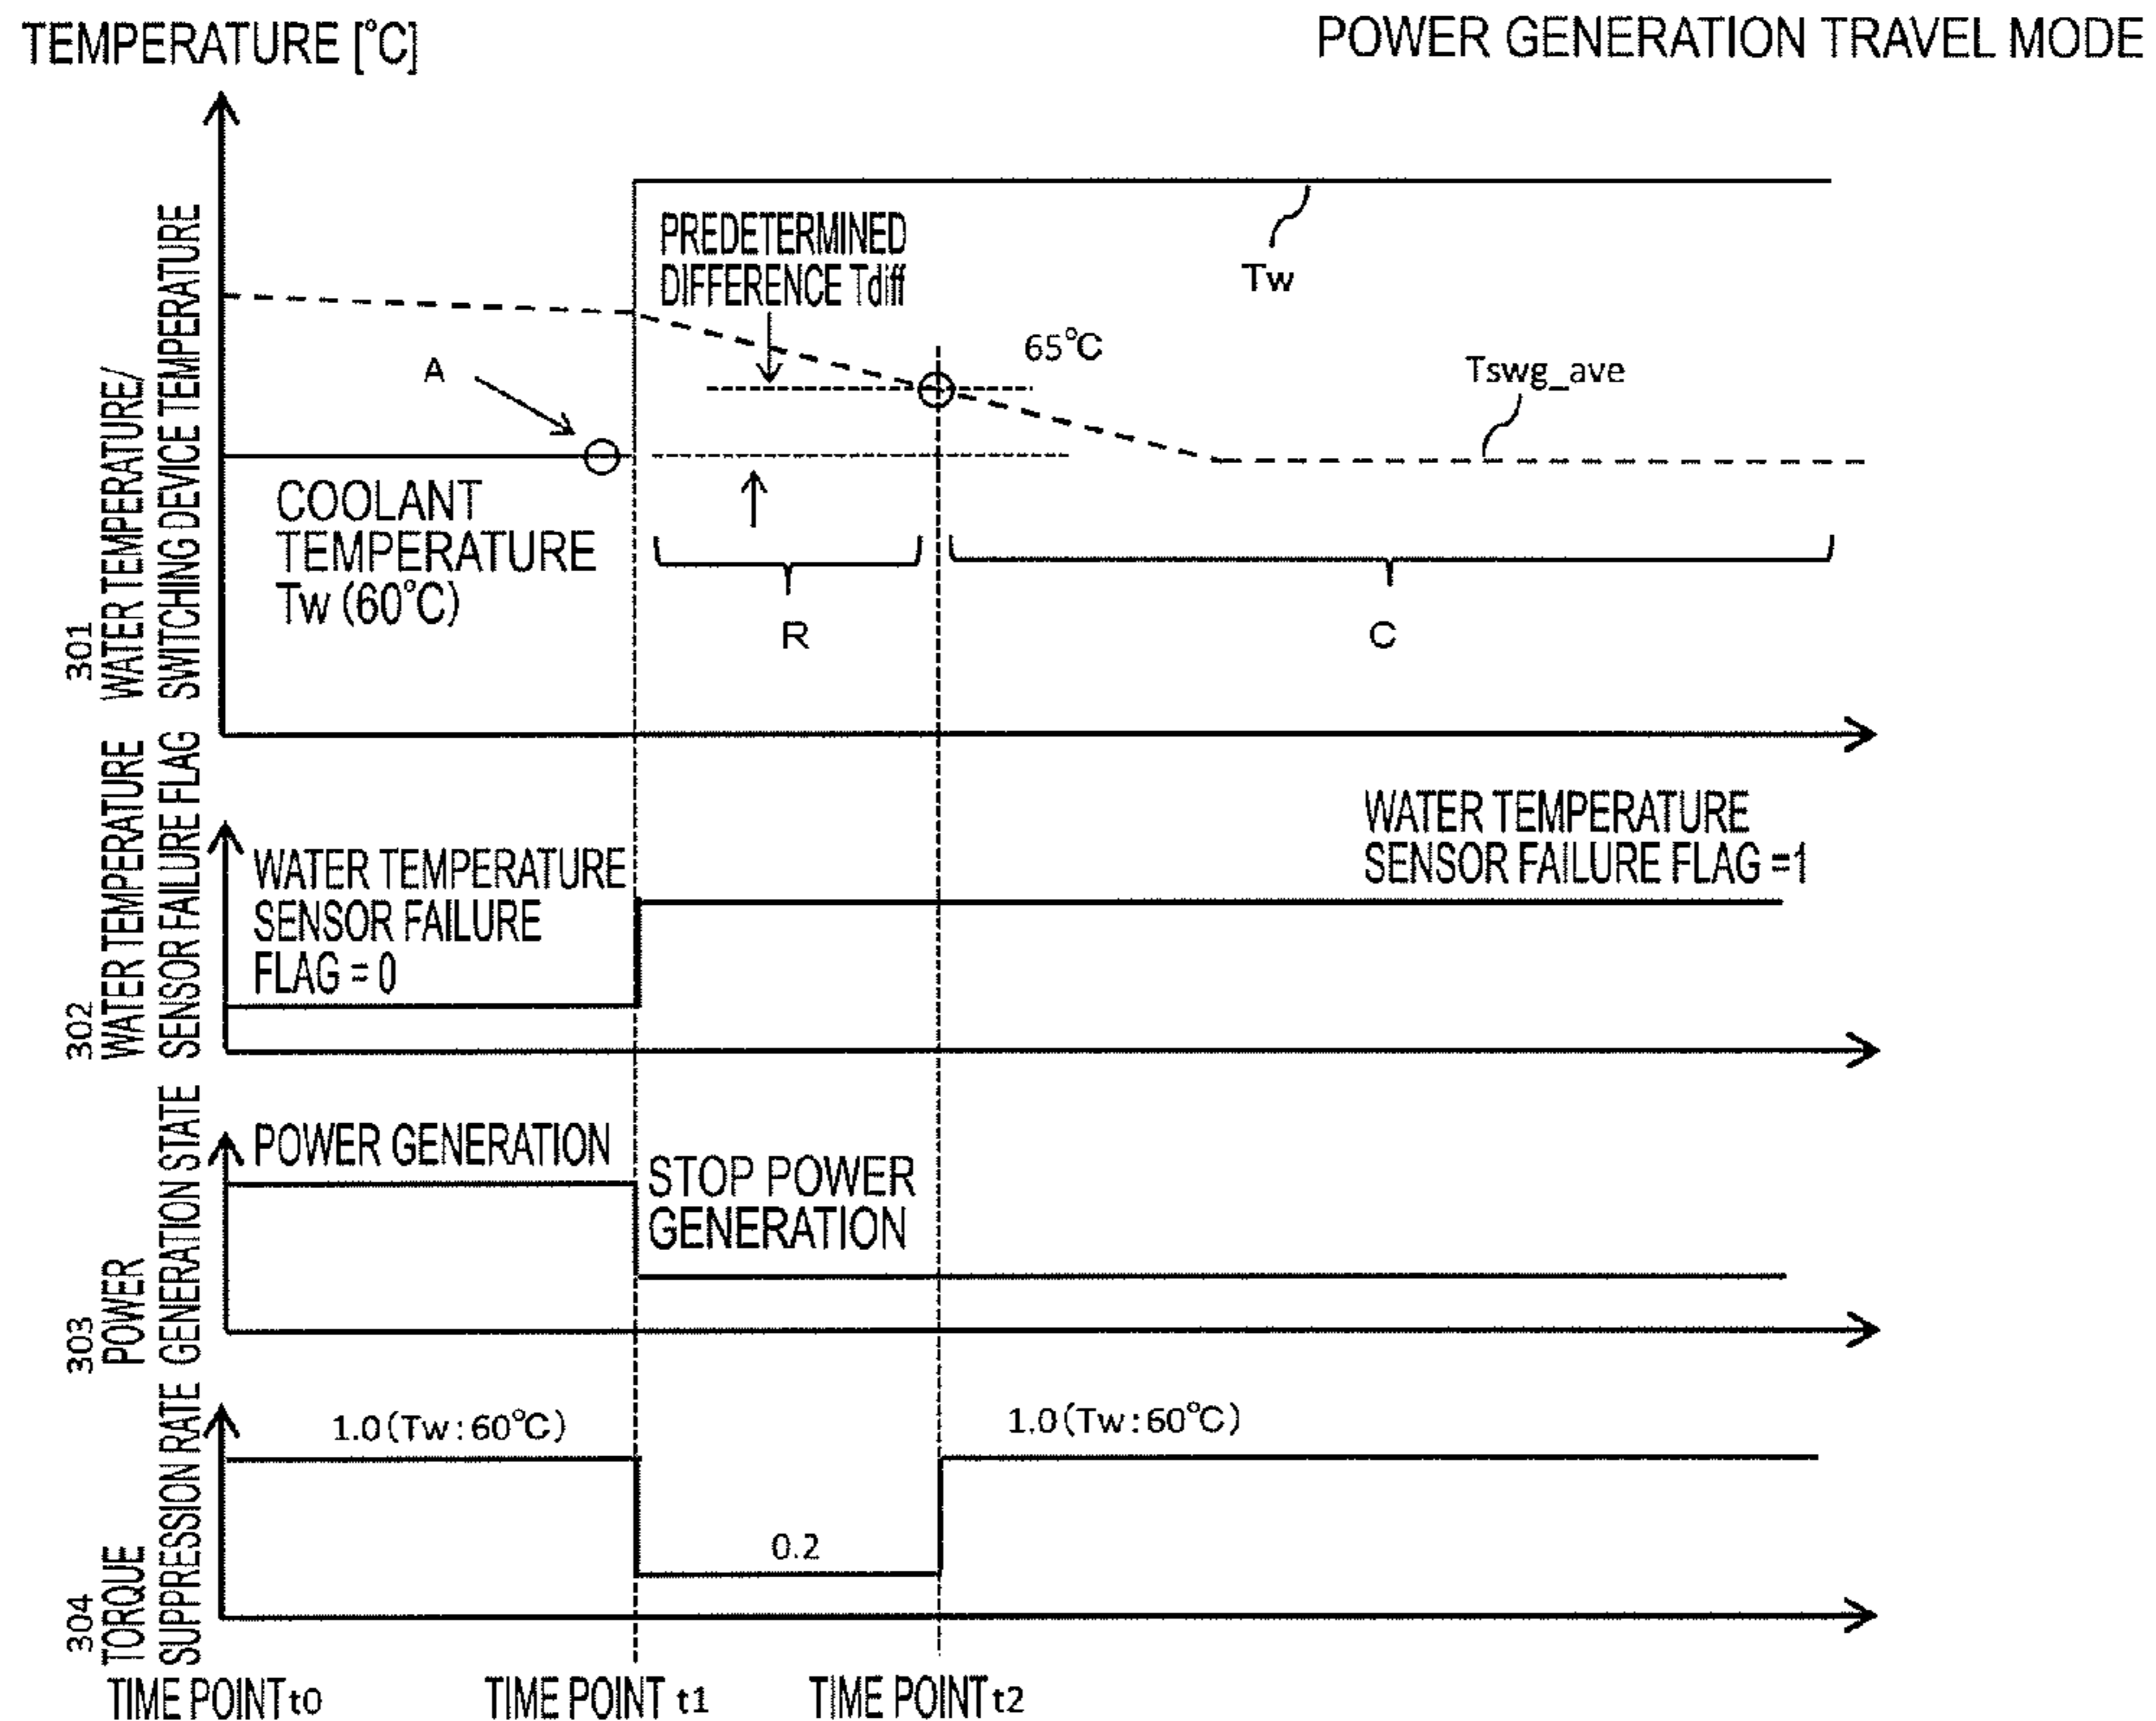 TEMPERATURE [°C]
POWER GENERATION TRAVEL MODE
301
WATER TEMPERATURE/
SWITCHING DEVICE TEMPERATURE
PREDETERMINED
DIFFERENCE Tdiff
Tw
65°C
A
Tswg_ave
COOLANT
TEMPERATURE
Tw (60°C)
R
C
302
WATER TEMPERATURE
SENSOR FAILURE FLAG
WATER TEMPERATURE
SENSOR FAILURE
FLAG = 0
WATER TEMPERATURE
SENSOR FAILURE FLAG =1
303
POWER
GENERATION STATE
POWER GENERATION
STOP POWER
GENERATION
304
TORQUE
SUPPRESSION RATE
1.0(Tw:60°C)
0.2
1.0(Tw:60°C)
TIME POINT t0
TIME POINT t1
TIME POINT t2